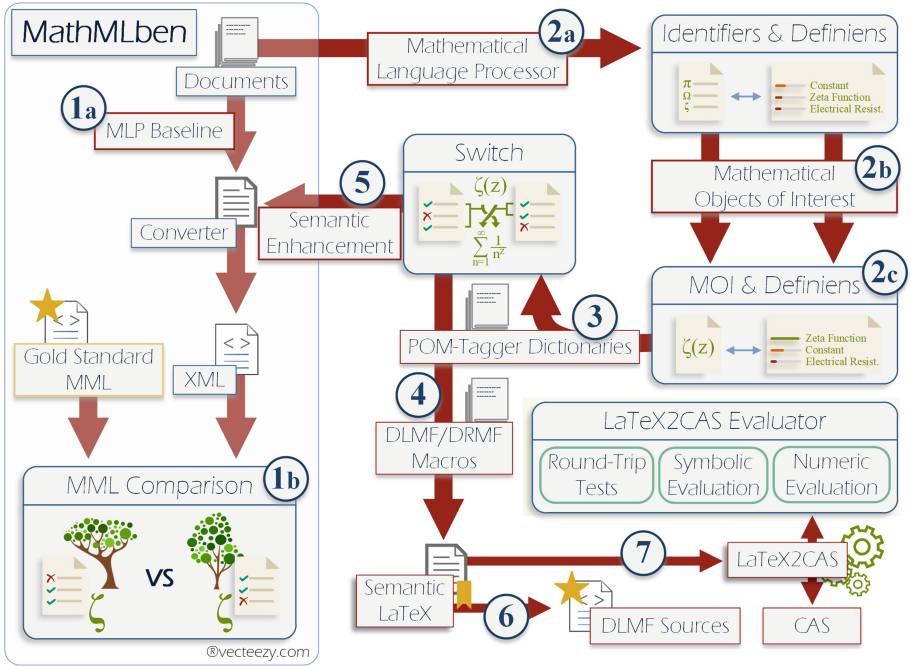 MathMLben
Documents
2a
Mathematical
Language Processor
Identifiers & Definiens
π
Ω
ζ
Constant
Zeta Function
Electrical Resist.
1a
MLP Baseline
2b
Mathematical
Objects of Interest
Converter
5
Semantic
Enhancement
Switch
ζ(z)
∞
∑ 1/n^z
n=1
2c
MOI & Definiens
ζ(z)
Zeta Function
Constant
Electrical Resist.
3
POM-Tagger Dictionaries
< >
Gold Standard
MML
< >
XML
4
DLMF/DRMF
Macros
LaTeX2CAS Evaluator
Round-Trip
Tests
Symbolic
Evaluation
Numeric
Evaluation
1b
MML Comparison
vs
ζ
ζ
7
LaTeX2CAS
Semantic
LaTeX
6
< >
DLMF Sources
CAS
®vecteezy.com